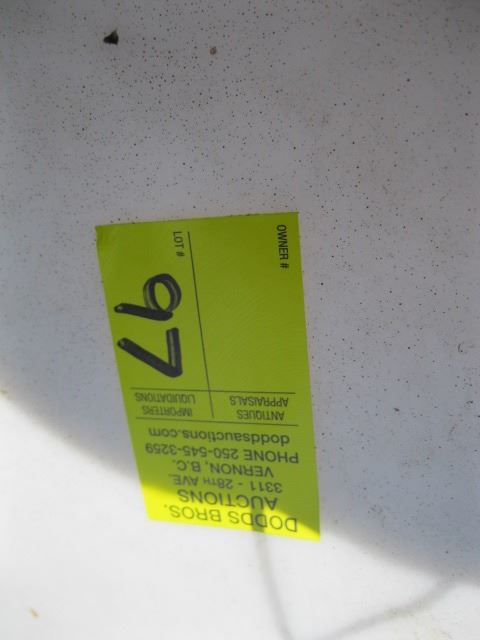 DODDS BROS.
AUCTIONS
3311 - 28TH AVE.
VERNON, B.C.
PHONE 250-545-3259
doddsauctions.com
ANTIQUES
APPRAISALS
IMPORTERS
LIQUIDATIONS
OWNER #
LOT #
97